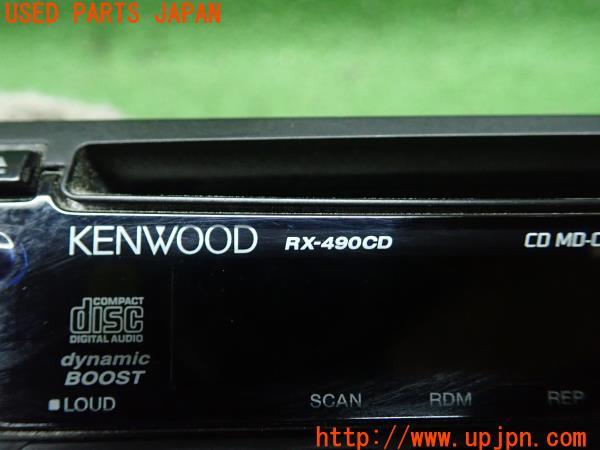 USED PARTS JAPAN
KENWOOD RX-490CD CD MD-C
COMPACT
disc
DIGITAL AUDIO
dynamic
BOOST
LOUD SCAN RDM REP
http://www.upjpn.com